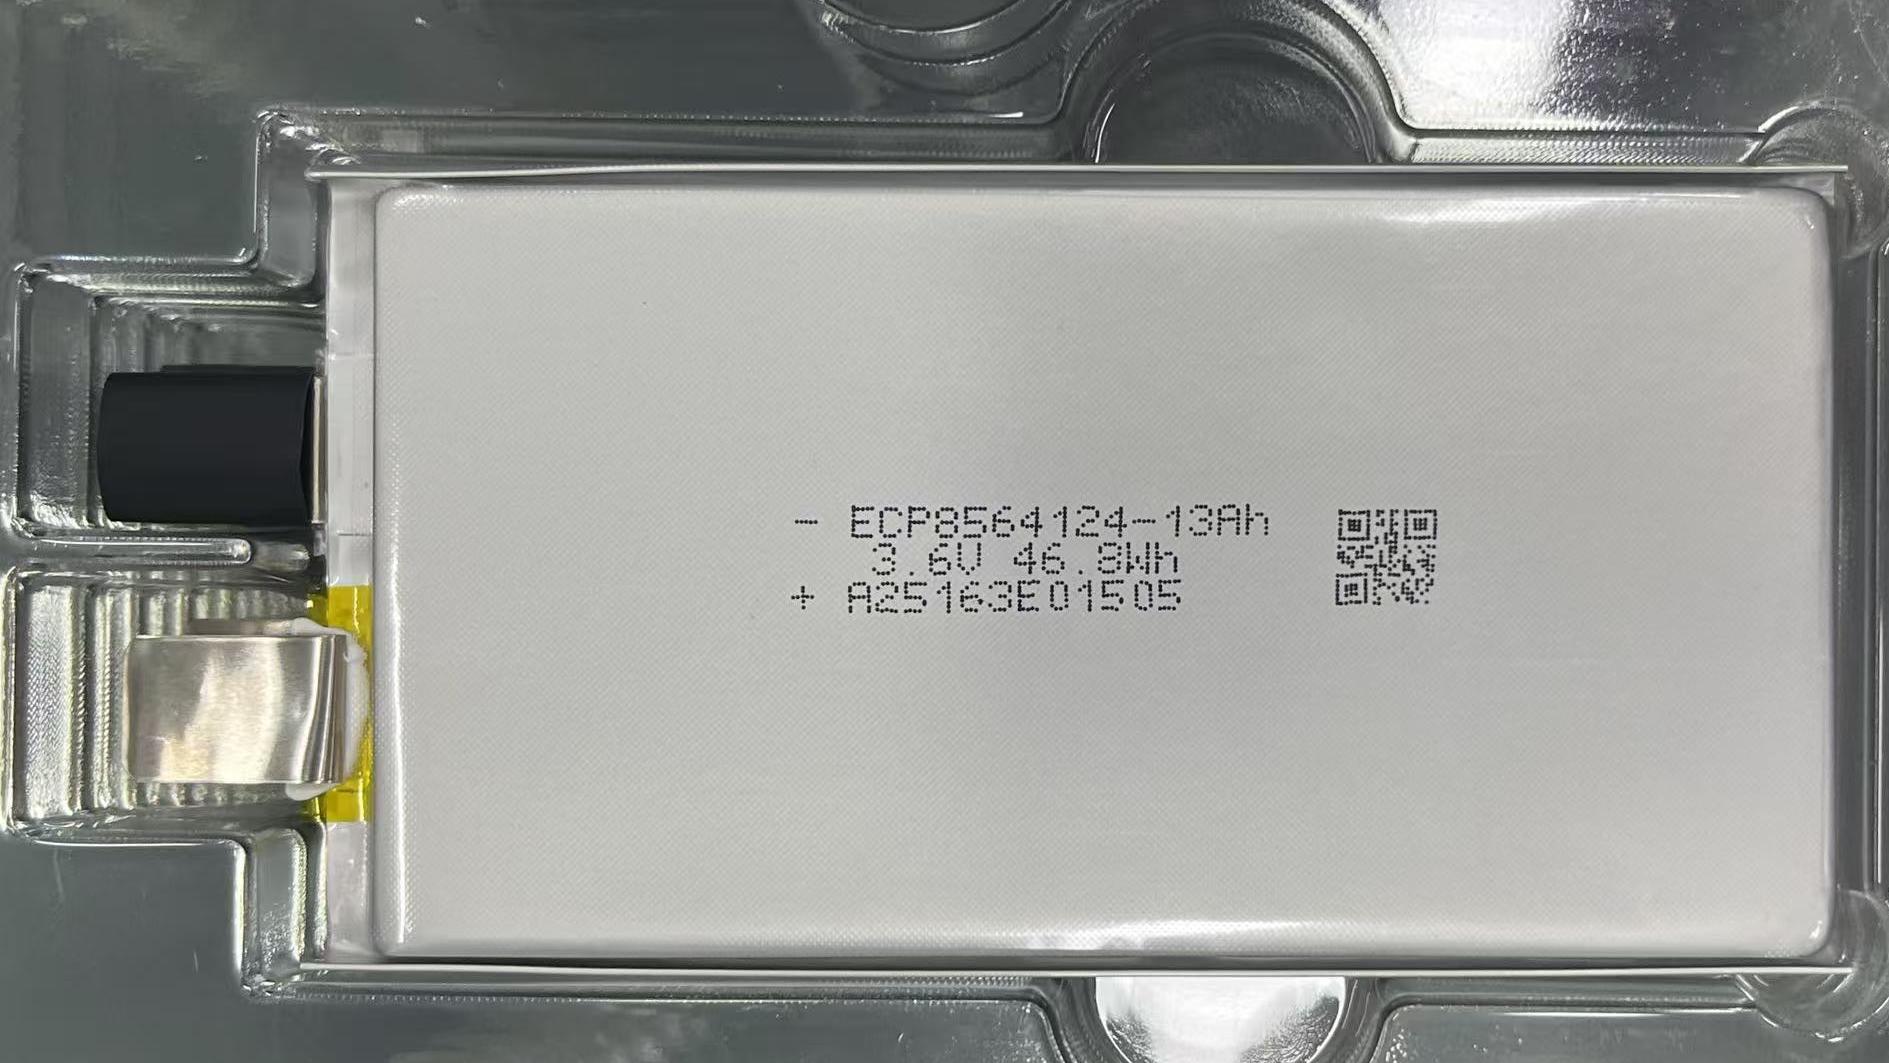 - ECP8564124-13Ah
3.6V 46.8Wh
+ A25163E01505